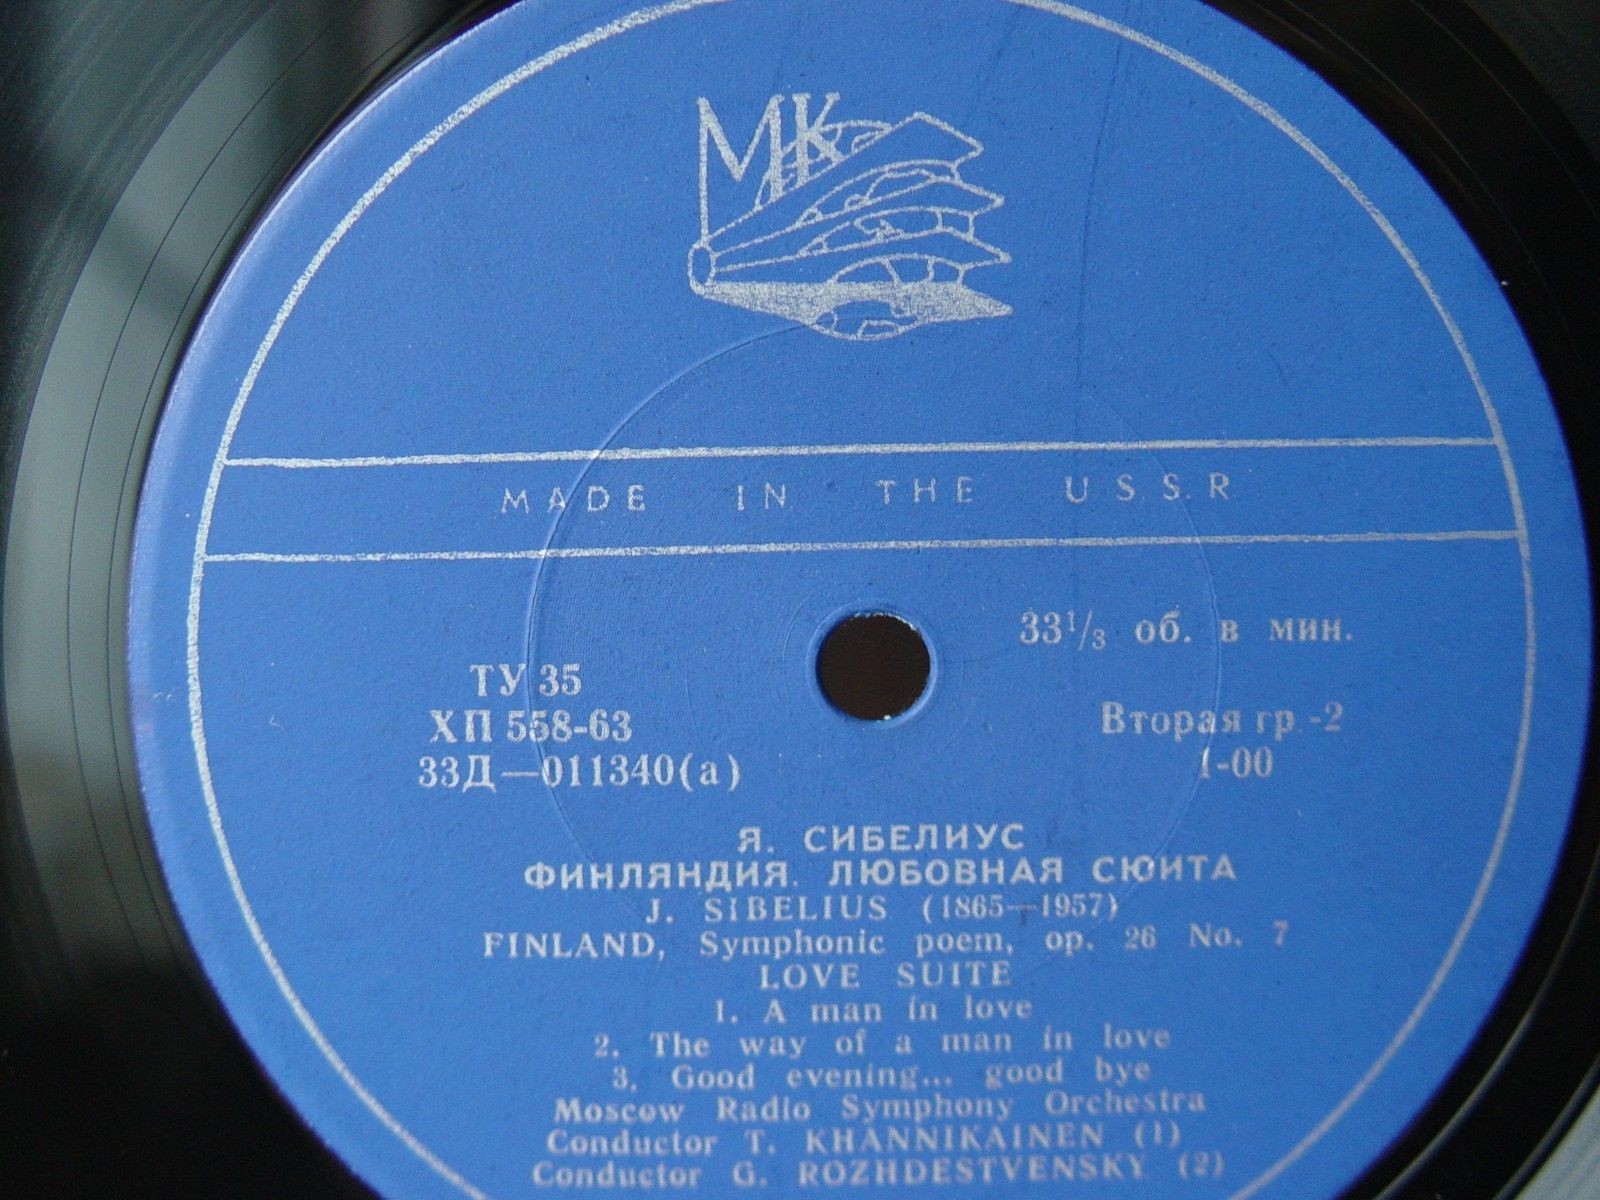 МК
MADE IN THE U.S.S.R
33⅓ об. в мин.
ТУ 35
ХП 558-63
33Д—011340(а)
Вторая гр.-2
1-00
Я. СИБЕЛИУС
ФИНЛЯНДИЯ. ЛЮБОВНАЯ СЮИТА
J. SIBELIUS (1865—1957)
FINLAND, Symphonic poem, op. 26 No. 7
LOVE SUITE
1. A man in love
2. The way of a man in love
3. Good evening... good bye
Moscow Radio Symphony Orchestra
Conductor T. KHANNIKAINEN (1)
Conductor G. ROZHDESTVENSKY (2)